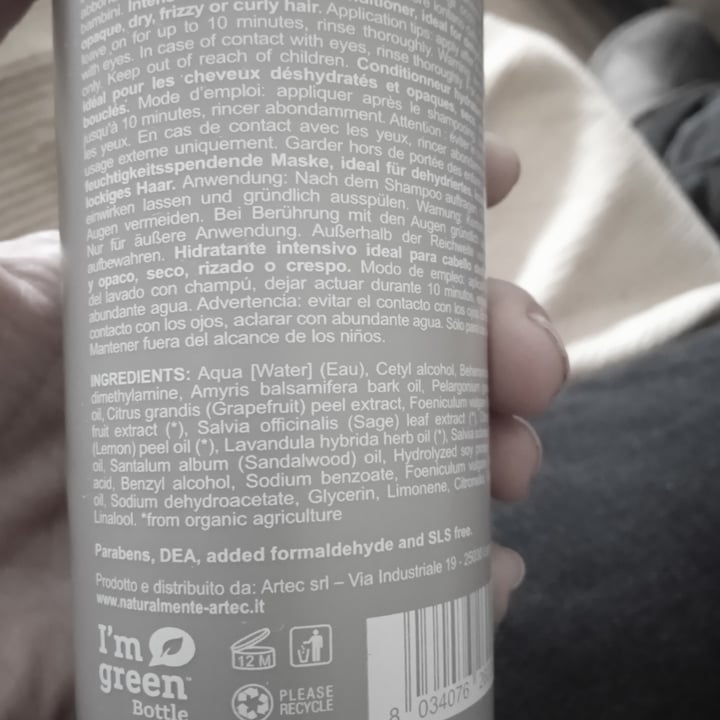 bambini. Intens
opaque, dry, frizzy or curly hair. Application tips: apply
leave on for up to 10 minutes, rinse thoroughly.
with eyes. In case of contact with eyes, rinse thoroughly.
only. Keep out of reach of children. Conditionneur
idéal pour les cheveux déshydratés et opaques, secs
bouclés. Mode d'emploi: appliquer après le shampooing
jusqu'à 10 minutes, rincer abondamment. Attention: éviter
les yeux. En cas de contact avec les yeux, rincer
usage externe uniquement. Garder hors de portée des
feuchtigkeitsspendende Maske, ideal für dehydriertes,
lockiges Haar. Anwendung: Nach dem Shampoo auftragen
einwirken lassen und gründlich ausspülen. Warnung:
Augen vermeiden. Bei Berührung mit den Augen gründlich
Nur für äußere Anwendung. Außerhalb der Reichweite
aufbewahren. Hidratante intensivo ideal para cabello
y opaco, seco, rizado o crespo. Modo de empleo:
del lavado con champú, dejar actuar durante 10 minutos,
abundante agua. Advertencia: evitar el contacto con los ojos.
contacto con los ojos, aclarar con abundante agua. Sólo
Mantener fuera del alcance de los niños.
INGREDIENTS: Aqua [Water] (Eau), Cetyl alcohol,
dimethylamine, Amyris balsamifera bark oil, Pelargonium
oil, Citrus grandis (Grapefruit) peel extract, Foeniculum
fruit extract (*), Salvia officinalis (Sage) leaf extract (*),
(Lemon) peel oil (*), Lavandula hybrida herb oil (*), Salvia
oil, Santalum album (Sandalwood) oil, Hydrolyzed soy
acid, Benzyl alcohol, Sodium benzoate, Foeniculum
oil, Sodium dehydroacetate, Glycerin, Limonene,
Linalool. *from organic agriculture
Parabens, DEA, added formaldehyde and SLS free.
Prodotto e distribuito da: Artec srl – Via Industriale 19 -
www.naturalmente-artec.it
I'm
green™
Bottle
12 M
PLEASE
RECYCLE
8 034076